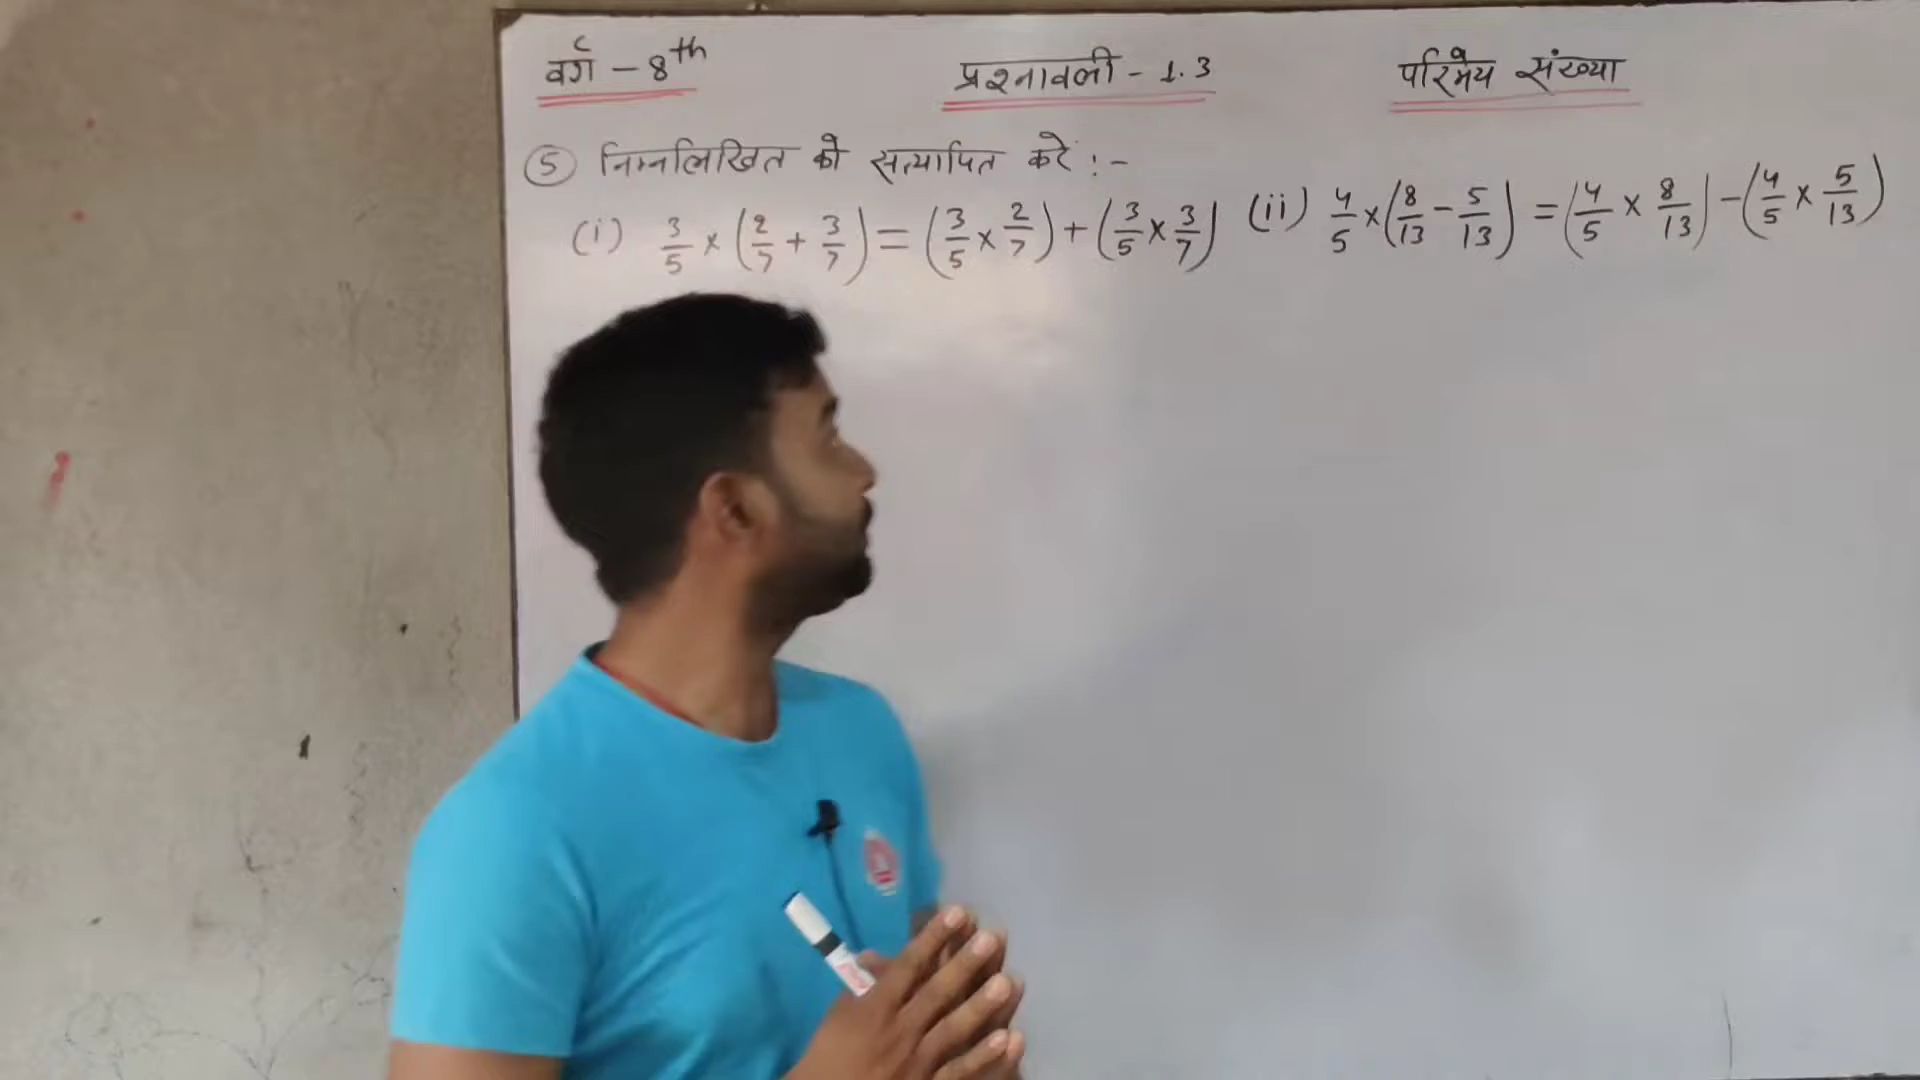 वर्ग - 8th
प्रश्नावली - 1.3
परिमेय संख्या
(5) निम्नलिखित को सत्यापित करें :-
(i) 3/5 × (2/7 + 3/7) = (3/5 × 2/7) + (3/5 × 3/7)
(ii) 4/5 × (8/13 - 5/13) = (4/5 × 8/13) - (4/5 × 5/13)